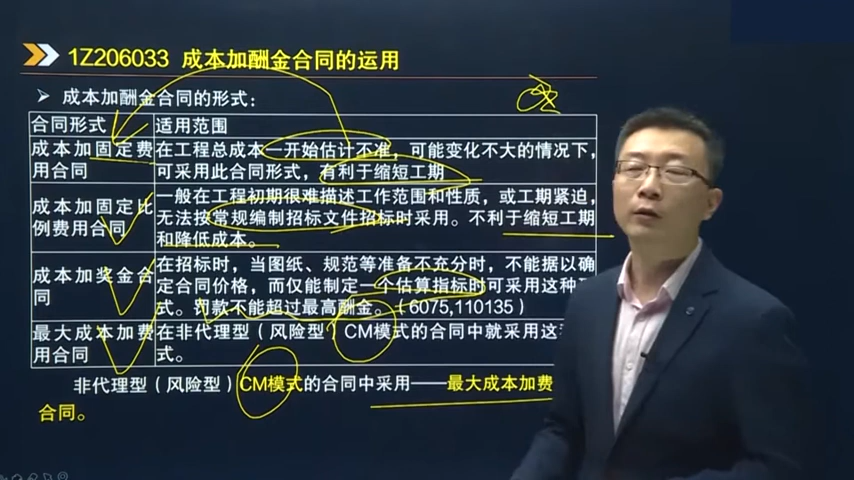 1Z206033 成本加酬金合同的运用
成本加酬金合同的形式：
合同形式 适用范围
成本加固定费用合同
在工程总成本一开始估计不准，可能变化不大的情况下，
可采用此合同形式，有利于缩短工期
成本加固定比例费用合同
一般在工程初期很难描述工作范围和性质，或工期紧迫，
无法按常规编制招标文件招标时采用。不利于缩短工期
和降低成本。
成本加奖金合同
在招标时，当图纸、规范等准备不充分时，不能据以确
定合同价格，而仅能制定一个估算指标时可采用这种
式。罚款不能超过最高酬金。（6075,110135）
最大成本加费用合同
在非代理型（风险型）CM模式的合同中就采用这
式。
非代理型（风险型）CM模式的合同中采用——最大成本加费
合同。